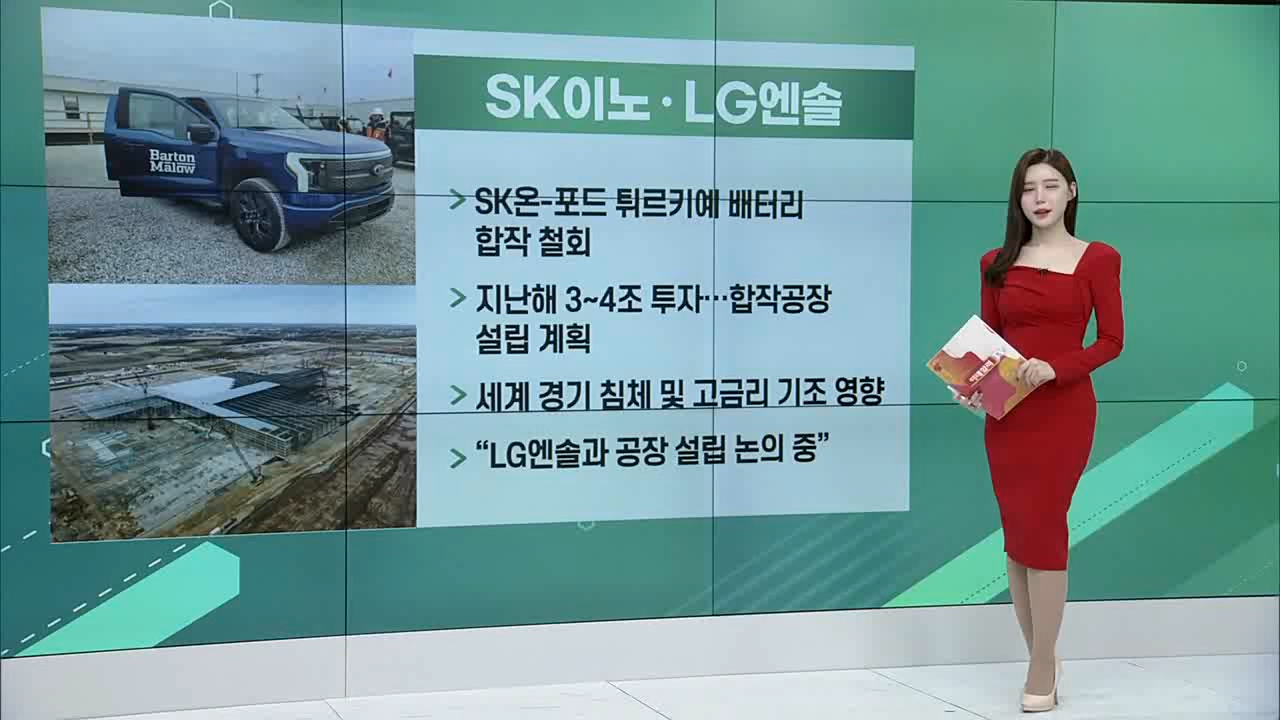 SK이노·LG엔솔
Barton
Malow
SK온-포드 튀르키예 배터리
합작 철회
지난해 3~4조 투자…합작공장
설립 계획
세계 경기 침체 및 고금리 기조 영향
“LG엔솔과 공장 설립 논의 중”